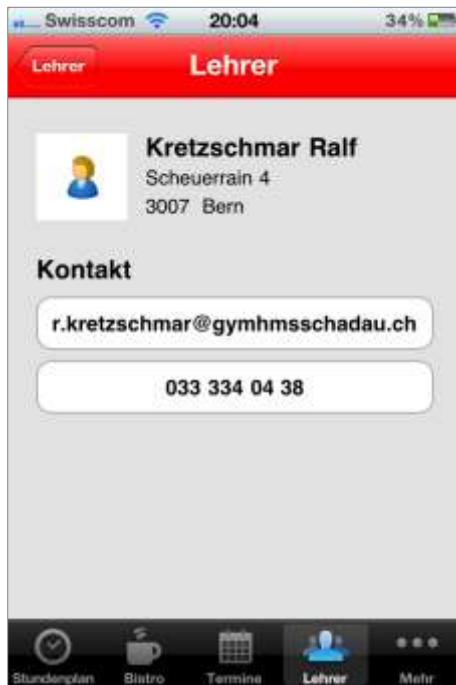 Swisscom 20:04 34%
Lehrer Lehrer
Kretzschmar Ralf
Scheuerrain 4
3007 Bern
Kontakt
r.kretzschmar@gymhmsschadau.ch
033 334 04 38
Stundenplan Bistro Termine Lehrer Mehr